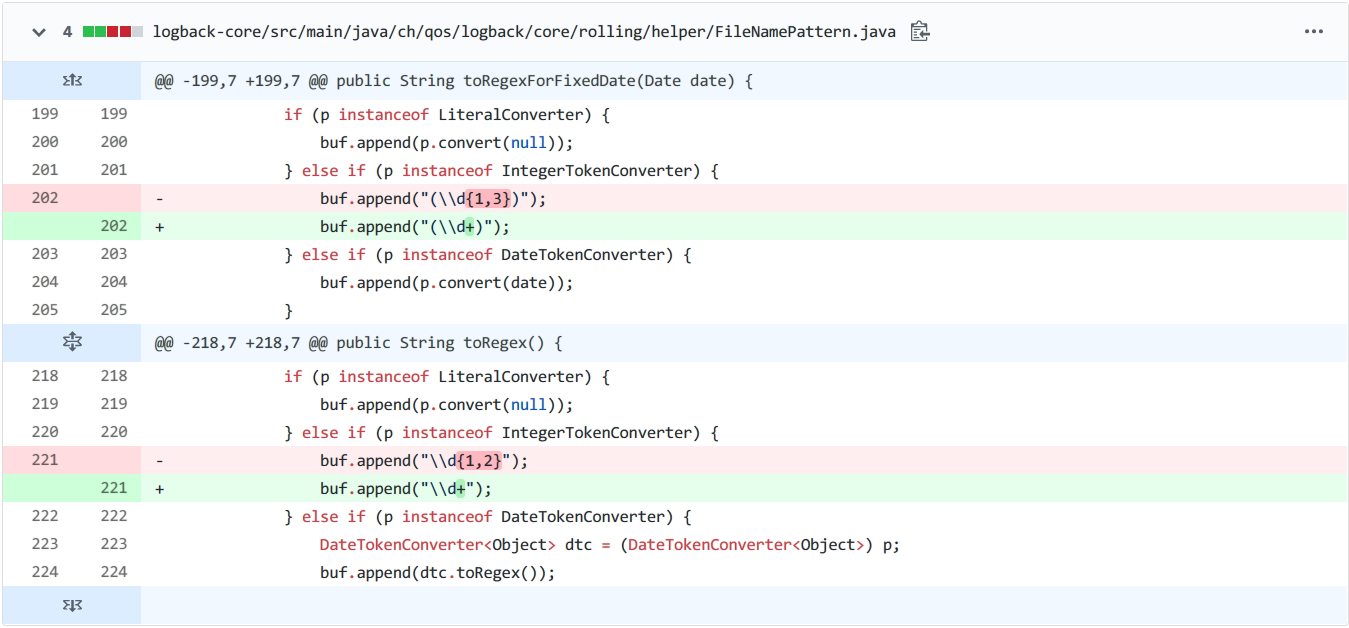 4 logback-core/src/main/java/ch/qos/logback/core/rolling/helper/FileNamePattern.java
@@ -199,7 +199,7 @@ public String toRegexForFixedDate(Date date) {
199 199 if (p instanceof LiteralConverter) {
200 200 buf.append(p.convert(null));
201 201 } else if (p instanceof IntegerTokenConverter) {
202 - buf.append("(\\d{1,3})");
202 + buf.append("(\\d+)");
203 203 } else if (p instanceof DateTokenConverter) {
204 204 buf.append(p.convert(date));
205 205 }
@@ -218,7 +218,7 @@ public String toRegex() {
218 218 if (p instanceof LiteralConverter) {
219 219 buf.append(p.convert(null));
220 220 } else if (p instanceof IntegerTokenConverter) {
221 - buf.append("\\d{1,2}");
221 + buf.append("\\d+");
222 222 } else if (p instanceof DateTokenConverter) {
223 223 DateTokenConverter<Object> dtc = (DateTokenConverter<Object>) p;
224 224 buf.append(dtc.toRegex());